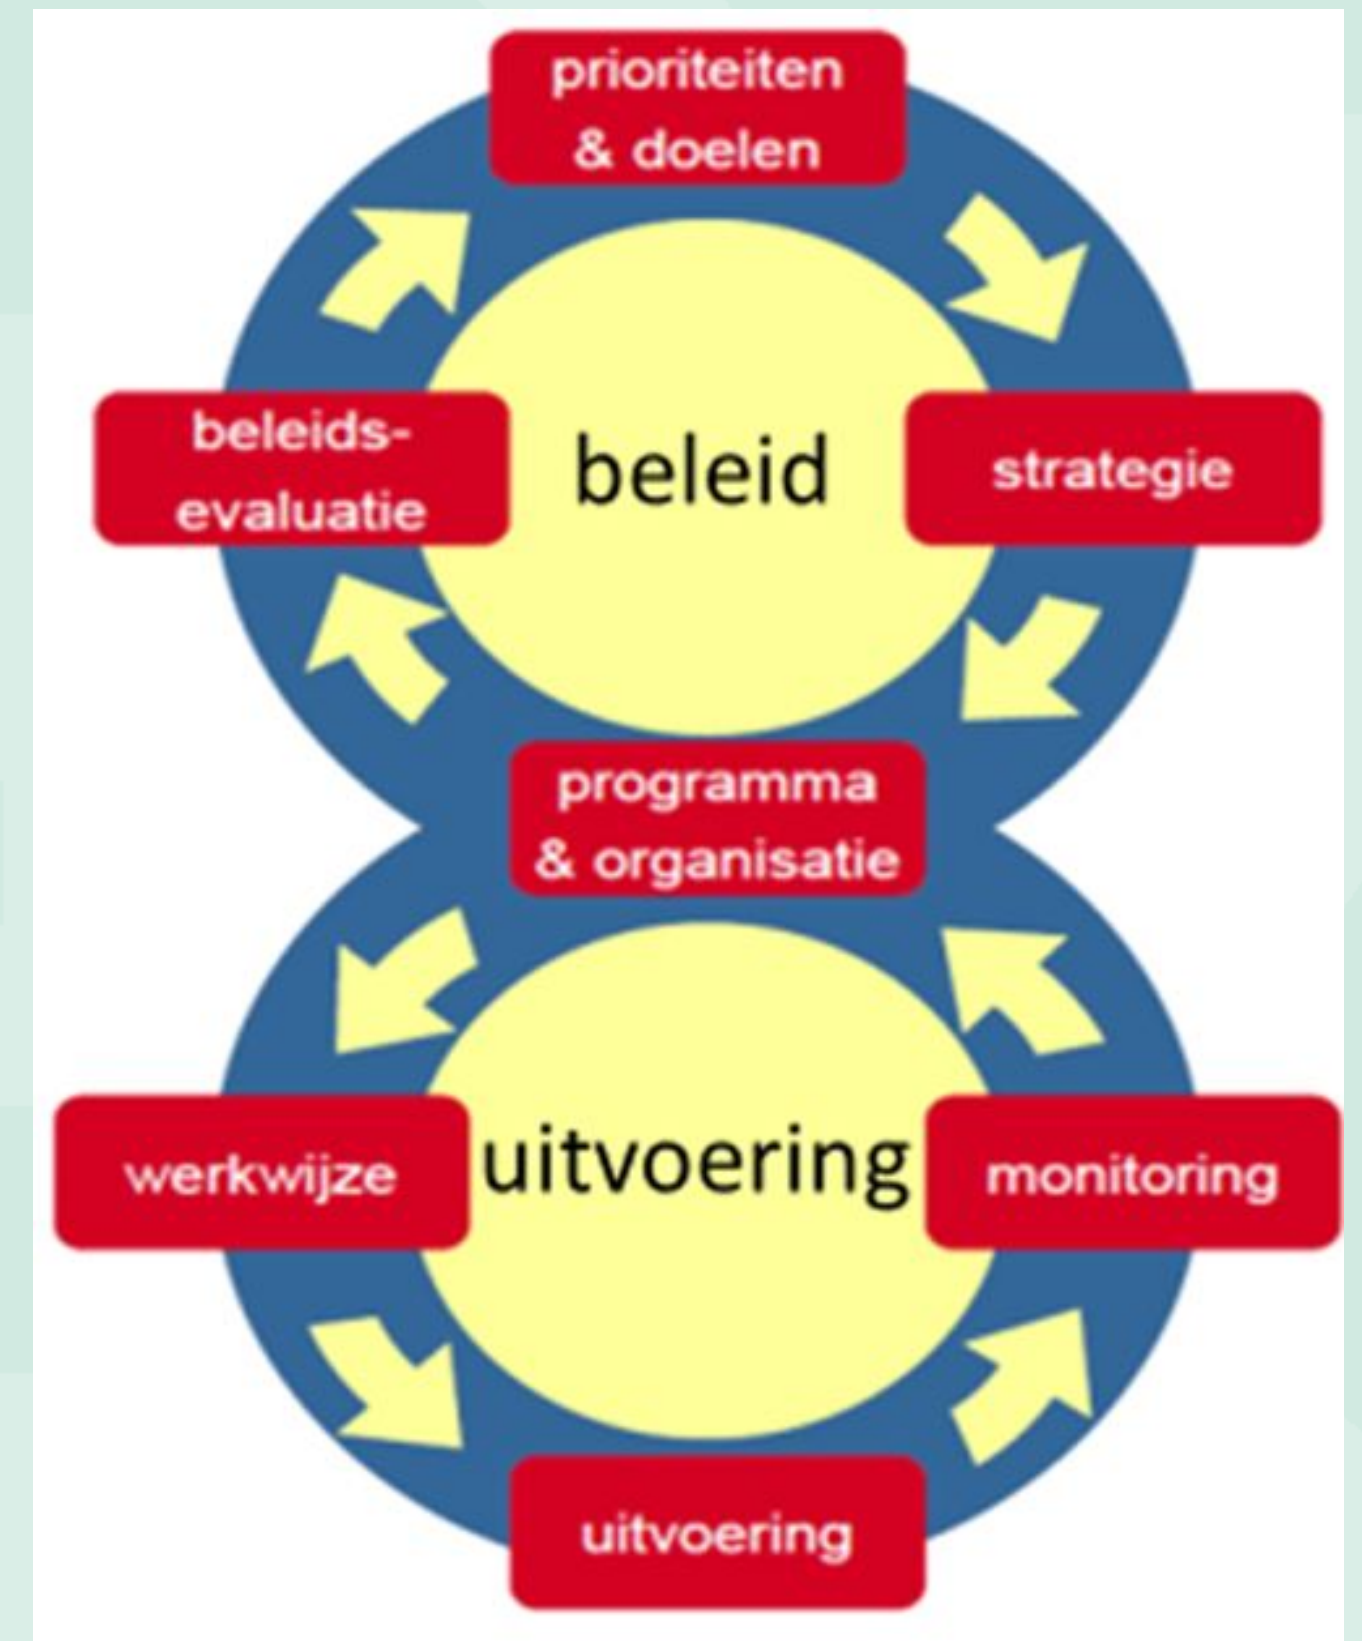 prioriteiten
& doelen
beleids-
evaluatie
beleid
strategie
programma
& organisatie
werkwijze
uitvoering
monitoring
uitvoering